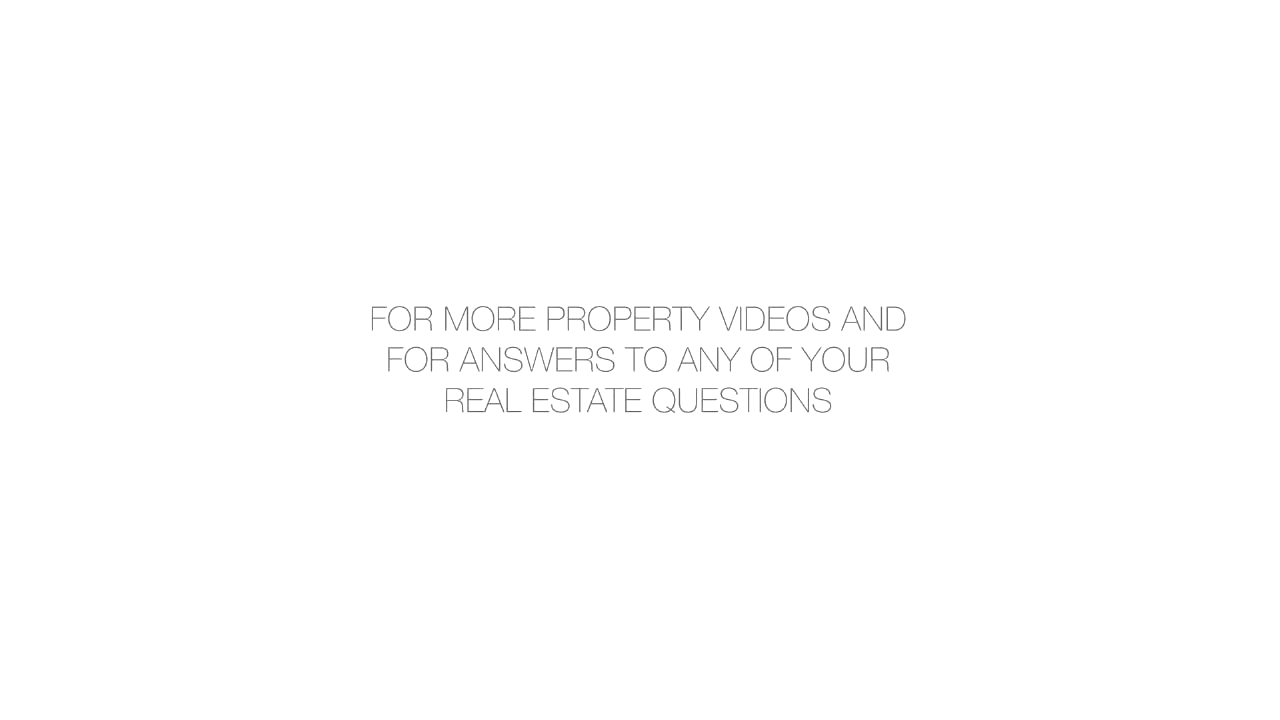 FOR MORE PROPERTY VIDEOS AND
FOR ANSWERS TO ANY OF YOUR
REAL ESTATE QUESTIONS